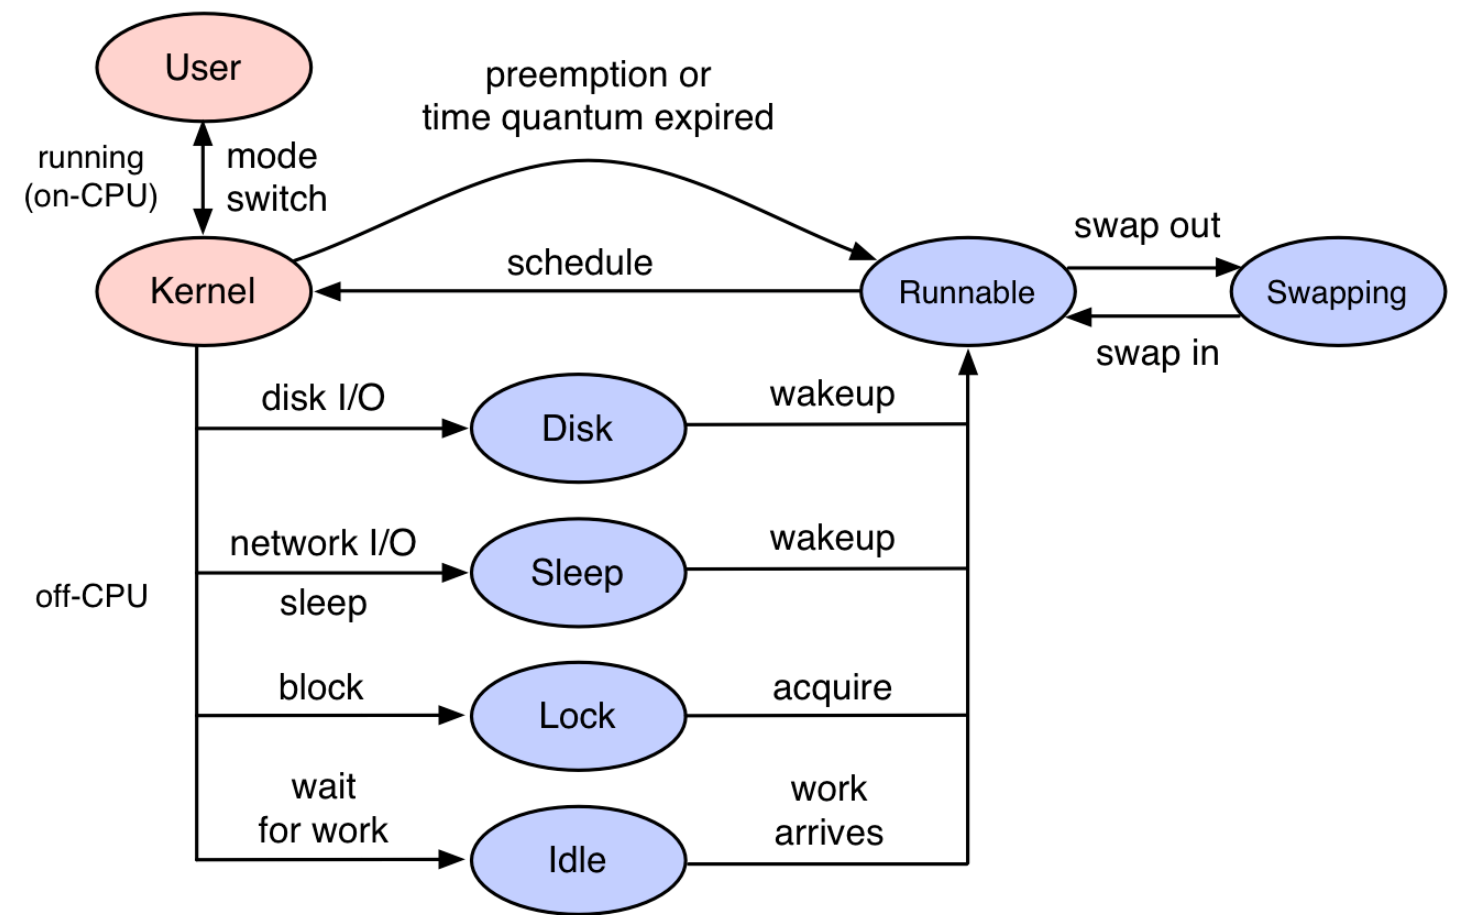 User
preemption or
time quantum expired
running
(on-CPU)
mode
switch
swap out
schedule
Kernel
Runnable
Swapping
swap in
disk I/O
Disk
wakeup
network I/O
sleep
Sleep
wakeup
off-CPU
block
Lock
acquire
wait
for work
Idle
work
arrives